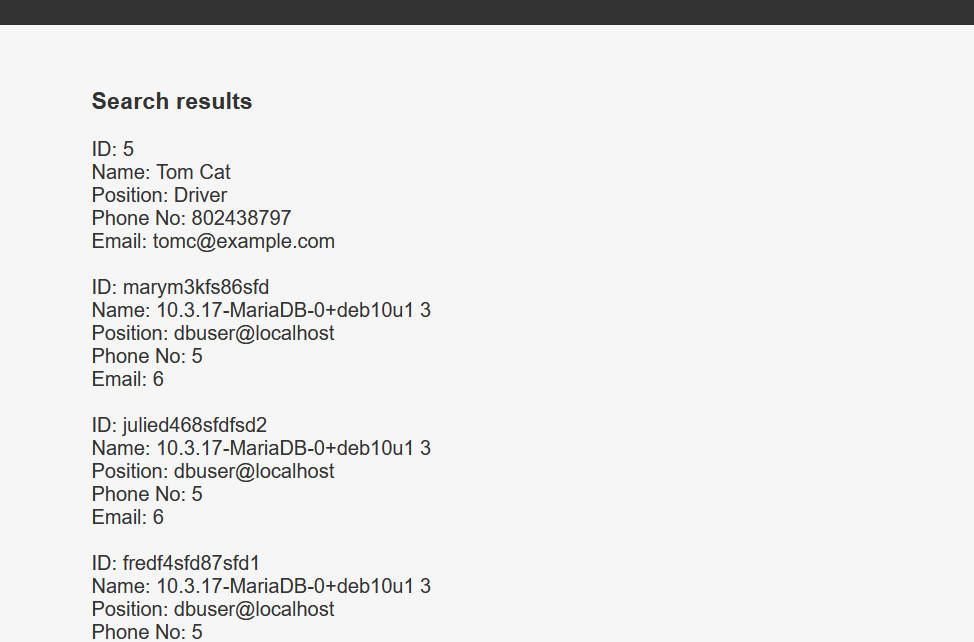 Search results
ID: 5
Name: Tom Cat
Position: Driver
Phone No: 802438797
Email: tomc@example.com
ID: marym3kfs86sfd
Name: 10.3.17-MariaDB-0+deb10u1 3
Position: dbuser@localhost
Phone No: 5
Email: 6
ID: julied468sfdfsd2
Name: 10.3.17-MariaDB-0+deb10u1 3
Position: dbuser@localhost
Phone No: 5
Email: 6
ID: fredf4sfd87sfd1
Name: 10.3.17-MariaDB-0+deb10u1 3
Position: dbuser@localhost
Phone No: 5